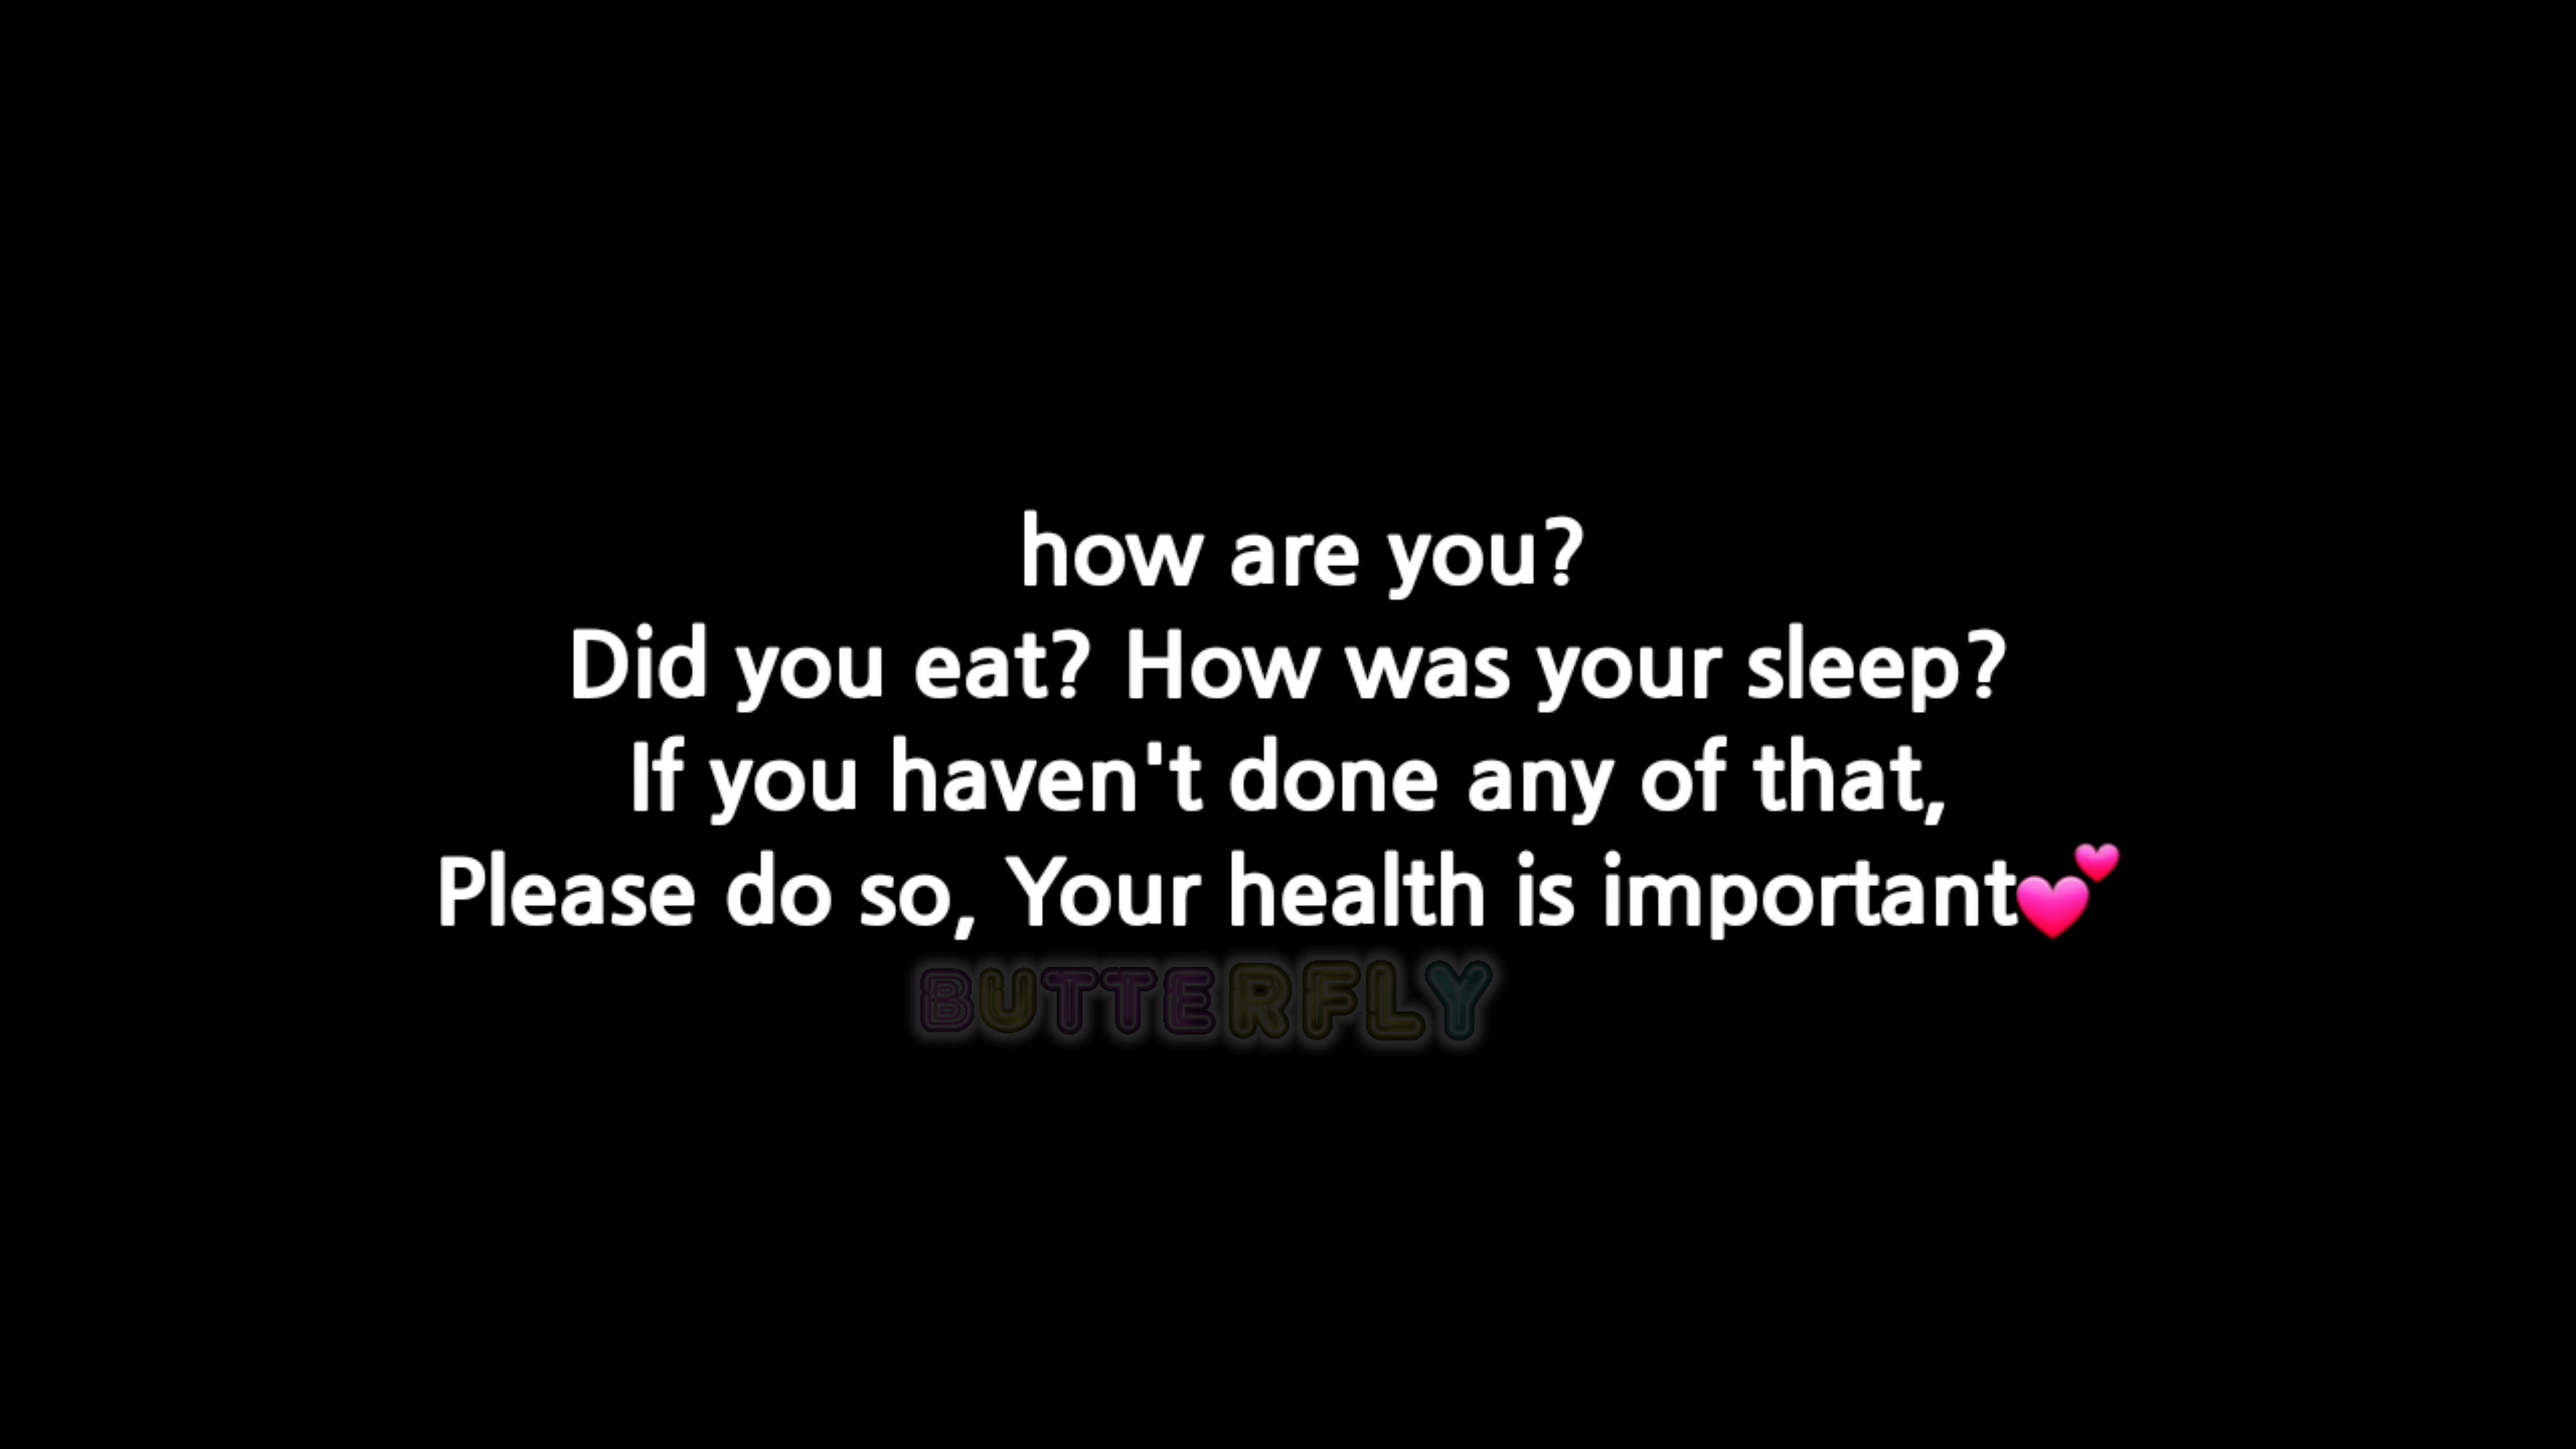 how are you?
Did you eat? How was your sleep?
If you haven't done any of that,
Please do so, Your health is important💕
BUTTERFLY